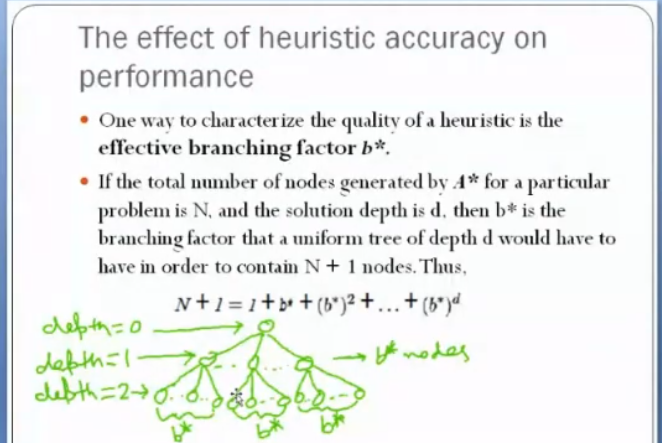 The effect of heuristic accuracy on
performance
• One way to characterize the quality of a heuristic is the
effective branching factor b*.
• If the total number of nodes generated by A* for a particular
problem is N, and the solution depth is d, then b* is the
branching factor that a uniform tree of depth d would have to
have in order to contain N + 1 nodes. Thus,
N + 1 = 1 + b* + (b*)² + ... + (b*)ᵈ
depth=0
depth=1
b* nodes
depth=2
b* b* b*